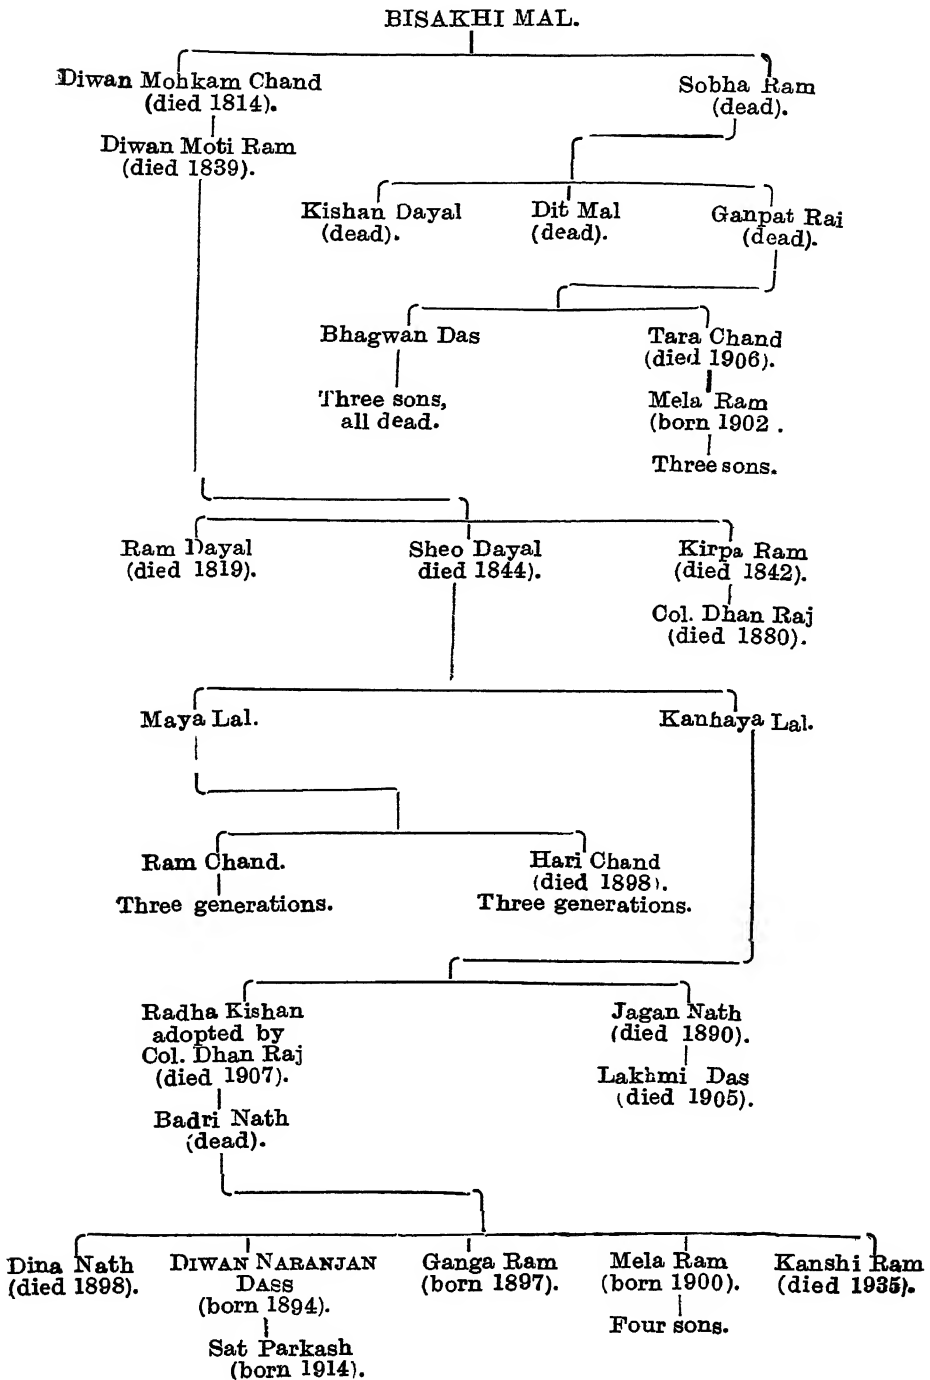 BISAKHI MAL.
Diwan Mohkam Chand
(died 1814).
Sobha Ram
(dead).
Diwan Moti Ram
(died 1839).
Kishan Dayal
(dead).
Dit Mal
(dead).
Ganpat Rai
(dead).
Bhagwan Das
Three sons,
all dead.
Tara Chand
(died 1906).
Mela Ram
(born 1902 .
Three sons.
Ram Dayal
(died 1819).
Sheo Dayal
died 1844).
Kirpa Ram
(died 1842).
Col. Dhan Raj
(died 1880).
Maya Lal.
Kanhaya Lal.
Ram Chand.
Three generations.
Hari Chand
(died 1898).
Three generations.
Radha Kishan
adopted by
Col. Dhan Raj
(died 1907).
Badri Nath
(dead).
Jagan Nath
(died 1890).
Lakhmi Das
(died 1905).
Dina Nath
(died 1898).
DIWAN NARANJAN
DASS
(born 1894).
Sat Parkash
(born 1914).
Ganga Ram
(born 1897).
Mela Ram
(born 1900).
Four sons.
Kanshi Ram
(died 1935).